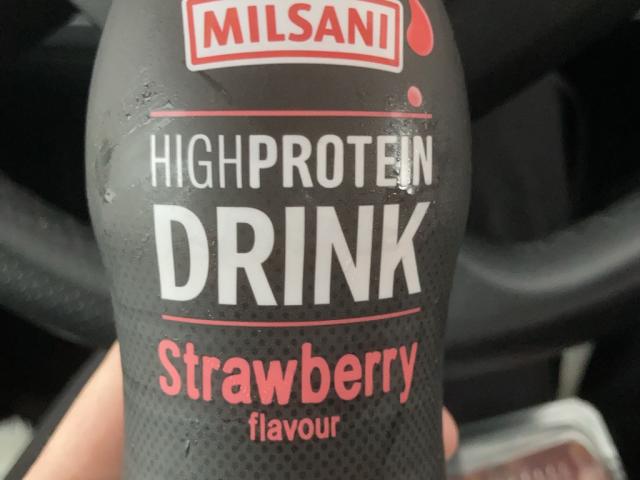 MILSANI
HIGHPROTEIN
DRINK
Strawberry
flavour